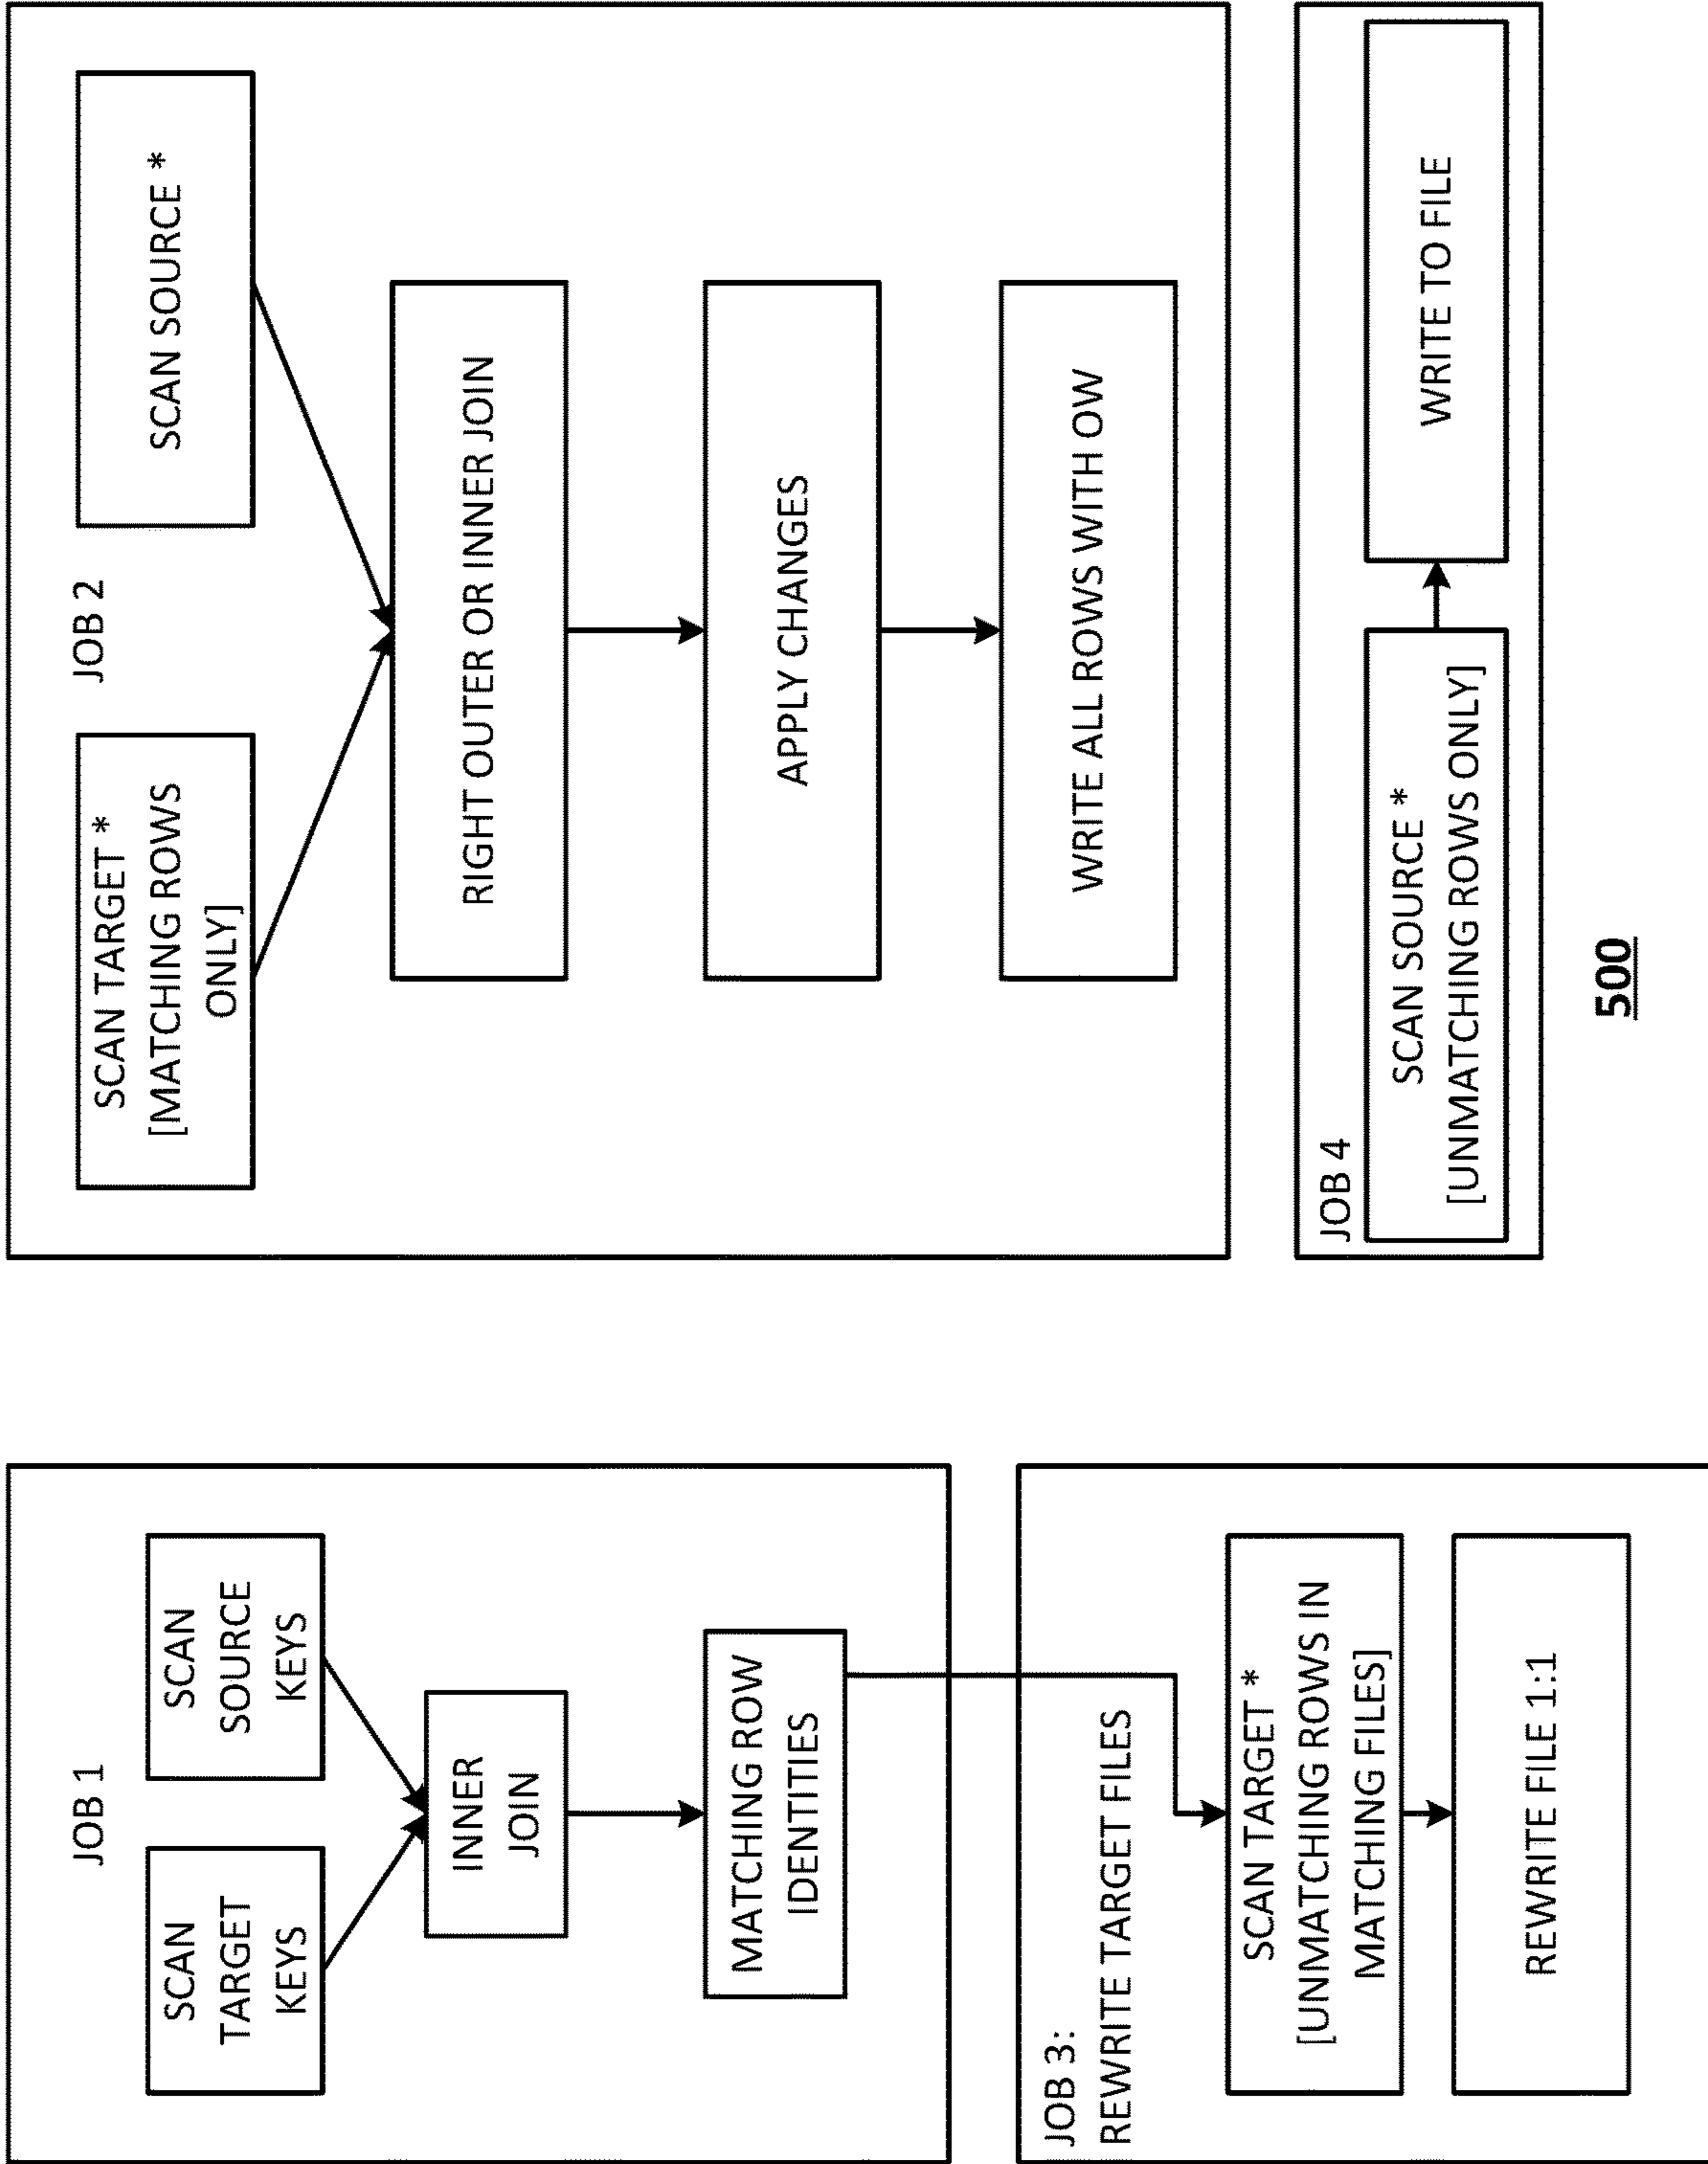 JOB 1
SCAN
TARGET
KEYS
SCAN
SOURCE
KEYS
INNER
JOIN
MATCHING ROW
IDENTITIES
JOB 3:
REWRITE TARGET FILES
SCAN TARGET *
[UNMATCHING ROWS IN
MATCHING FILES]
REWRITE FILE 1:1
JOB 2
SCAN TARGET *
[MATCHING ROWS
ONLY]
SCAN SOURCE *
RIGHT OUTER OR INNER JOIN
APPLY CHANGES
WRITE ALL ROWS WITH OW
JOB 4
SCAN SOURCE *
[UNMATCHING ROWS ONLY]
WRITE TO FILE
500